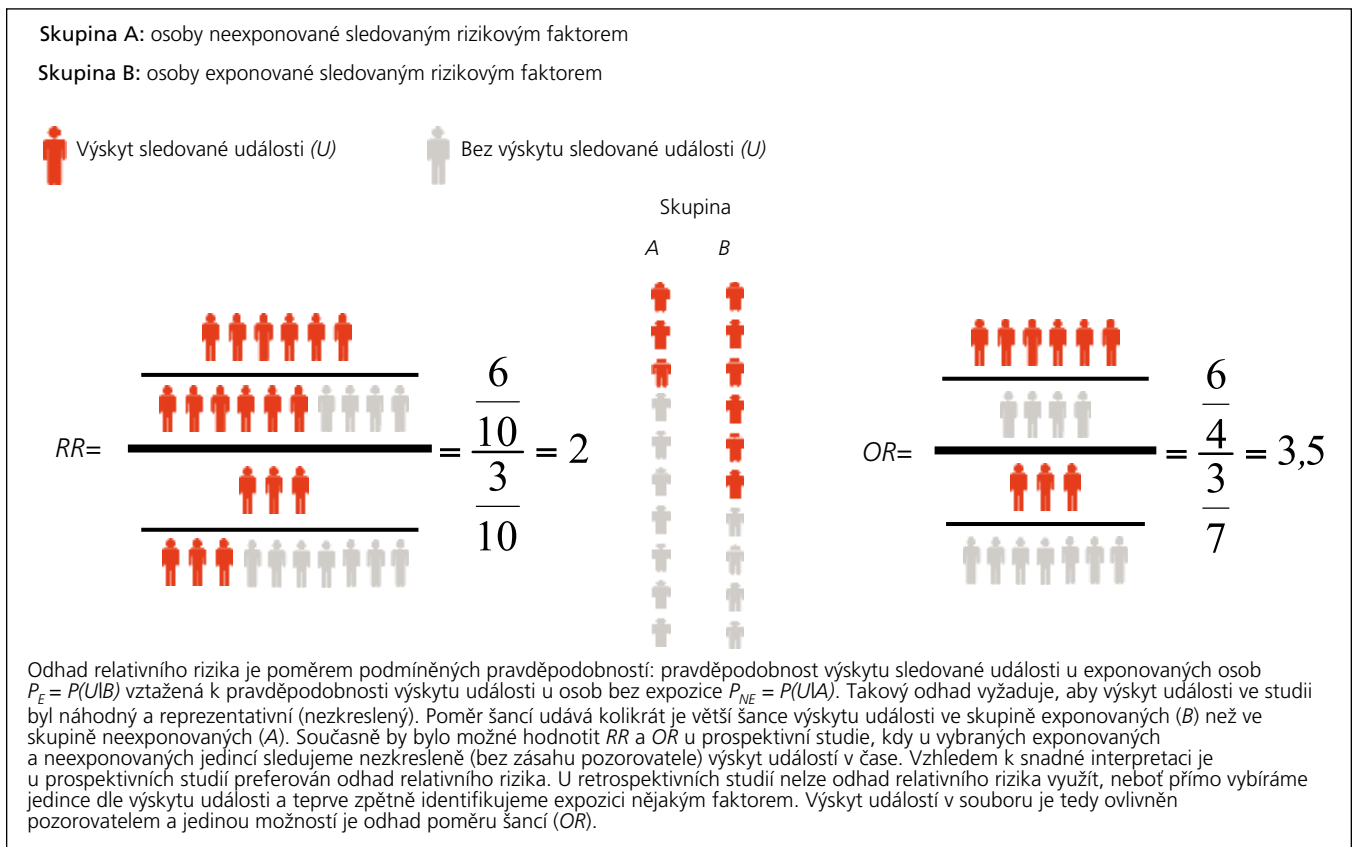 Skupina A: osoby neexponované sledovaným rizikovým faktorem
Skupina B: osoby exponované sledovaným rizikovým faktorem
Výskyt sledované události (U)
Bez výskytu sledované události (U)
Skupina
A B
RR= = 6/10 / 3/10 = 2
OR= = 6/4 / 3/7 = 3,5
Odhad relativního rizika je poměrem podmíněných pravděpodobností: pravděpodobnost výskytu sledované události u exponovaných osob
P_E = P(U|B) vztažená k pravděpodobnosti výskytu události u osob bez expozice P_NE = P(U|A). Takový odhad vyžaduje, aby výskyt události ve studii
byl náhodný a reprezentativní (nezkreslený). Poměr šancí udává kolikrát je větší šance výskytu události ve skupině exponovaných (B) než ve
skupině neexponovaných (A). Současně by bylo možné hodnotit RR a OR u prospektivní studie, kdy u vybraných exponovaných
a neexponovaných jedincí sledujeme nezkresleně (bez zásahu pozorovatele) výskyt událostí v čase. Vzhledem k snadné interpretaci je
u prospektivních studií preferován odhad relativního rizika. U retrospektivních studií nelze odhad relativního rizika využít, neboť přímo vybíráme
jedince dle výskytu události a teprve zpětně identifikujeme expozici nějakým faktorem. Výskyt událostí v souboru je tedy ovlivněn
pozorovatelem a jedinou možností je odhad poměru šancí (OR).